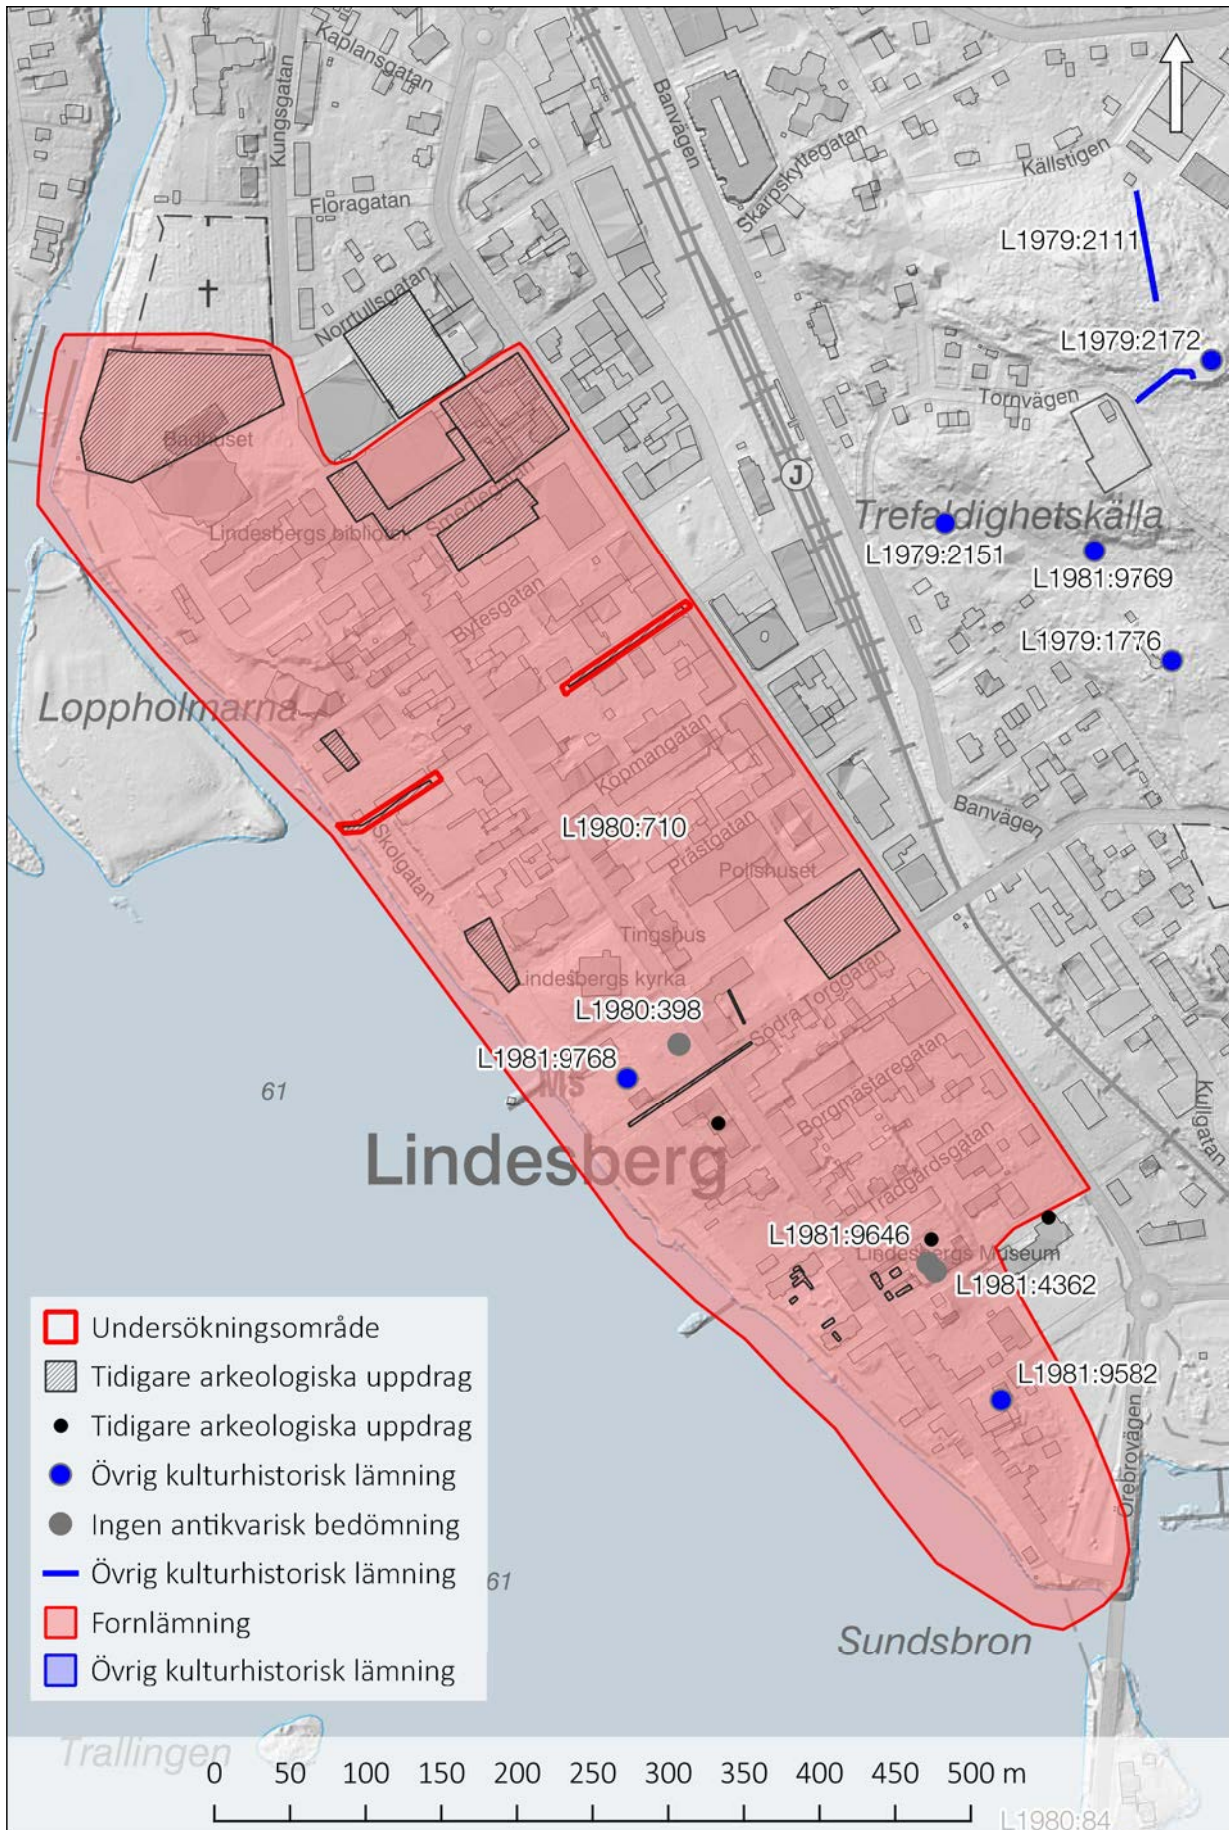 Kaplansgatan
Kungsgatan
Banvägen
Skarpskyttegatan
Källstigen
Floragatan
L1979:2111
Norrtullsgatan
L1979:2172
Tornvägen
Badhuset
J
Lindesbergs bibliotek
Smedjegatan
Trefaldighetskälla
L1979:2151
L1981:9769
Bytesgatan
L1979:1776
Loppholmarna
Köpmangatan
Banvägen
L1980:710
Skolgatan
Prästgatan
Polishuset
Tingshus
Lindesbergs kyrka
Södra Torggatan
L1980:398
L1981:9768
MS
61
Borgmästaregatan
Kullgatan
Lindesberg
Trädgårdsgatan
L1981:9646
Lindesbergs Museum
L1981:4362
L1981:9582
Örebrovägen
Undersökningsområde
Tidigare arkeologiska uppdrag
Tidigare arkeologiska uppdrag
Övrig kulturhistorisk lämning
Ingen antikvarisk bedömning
Övrig kulturhistorisk lämning
Fornlämning
Övrig kulturhistorisk lämning
61
Sundsbron
Trallingen
0 50 100 150 200 250 300 350 400 450 500 m
L1980:84